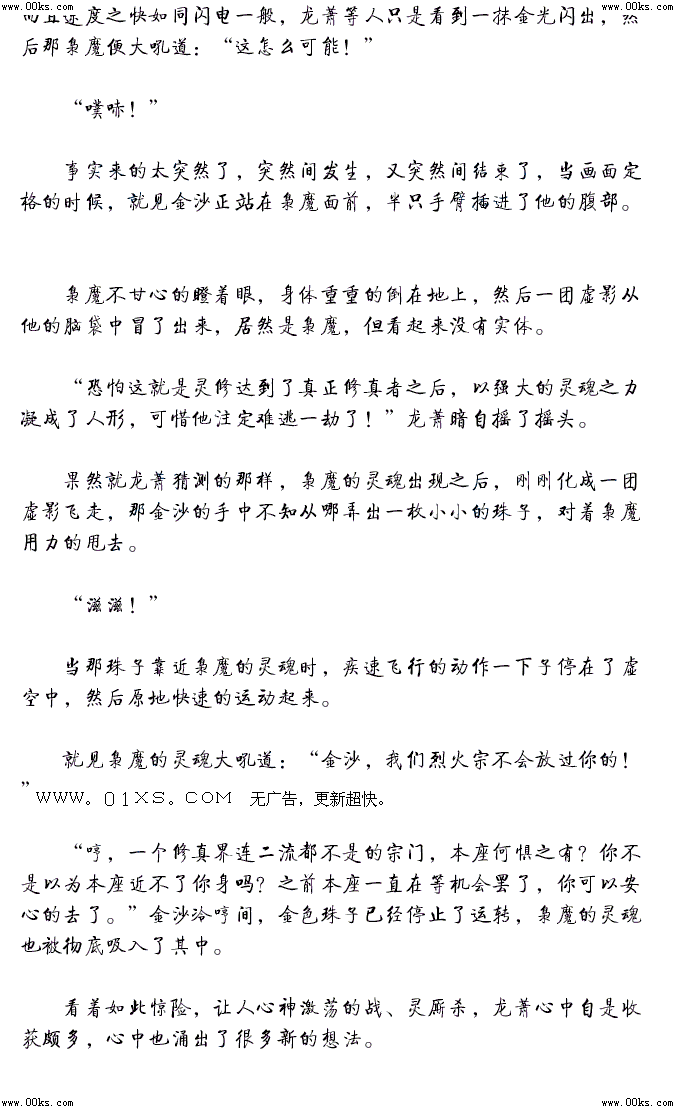 www.00ks.com www.00ks.com
而且速度之快如同闪电一般，龙萧等人只是看到一抹金光闪出，然
后那枭魔便大吼道：“这怎么可能！”
“噗哧！”
事实来的太突然了，突然间发生，又突然间结束了，当画面定
格的时候，就见金沙正站在枭魔面前，半只手臂插进了他的腹部。
枭魔不甘心的瞪着眼，身体重重的倒在地上，然后一团虚影从
他的脑袋中冒了出来，居然是枭魔，但看起来没有实体。
“恐怕这就是灵修达到了真正修真者之后，以强大的灵魂之力
凝成了人形，可惜他注定难逃一劫了！”龙萧暗自摇了摇头。
果然就龙萧猜测的那样，枭魔的灵魂出现之后，刚刚化成一团
虚影飞走，那金沙的手中不知从哪弄出一枚小小的珠子，对着枭魔
用力的甩去。
“滋滋！”
当那珠子靠近枭魔的灵魂时，疾速飞行的动作一下子停在了虚
空中，然后原地快速的运动起来。
就见枭魔的灵魂大吼道：“金沙，我们烈火宗不会放过你的！
”WWW。01XS。COM 无广告，更新超快。
“哼，一个修真界连二流都不是的宗门，本座何惧之有？你不
是以为本座近不了你身吗？之前本座一直在等机会罢了，你可以安
心的去了。”金沙冷哼间，金色珠子已经停止了运转，枭魔的灵魂
也被彻底吸入了其中。
看着如此惊险，让人心神激荡的战、灵厮杀，龙萧心中自是收
获颇多，心中也涌出了很多新的想法。
www.00ks.com www.00ks.com